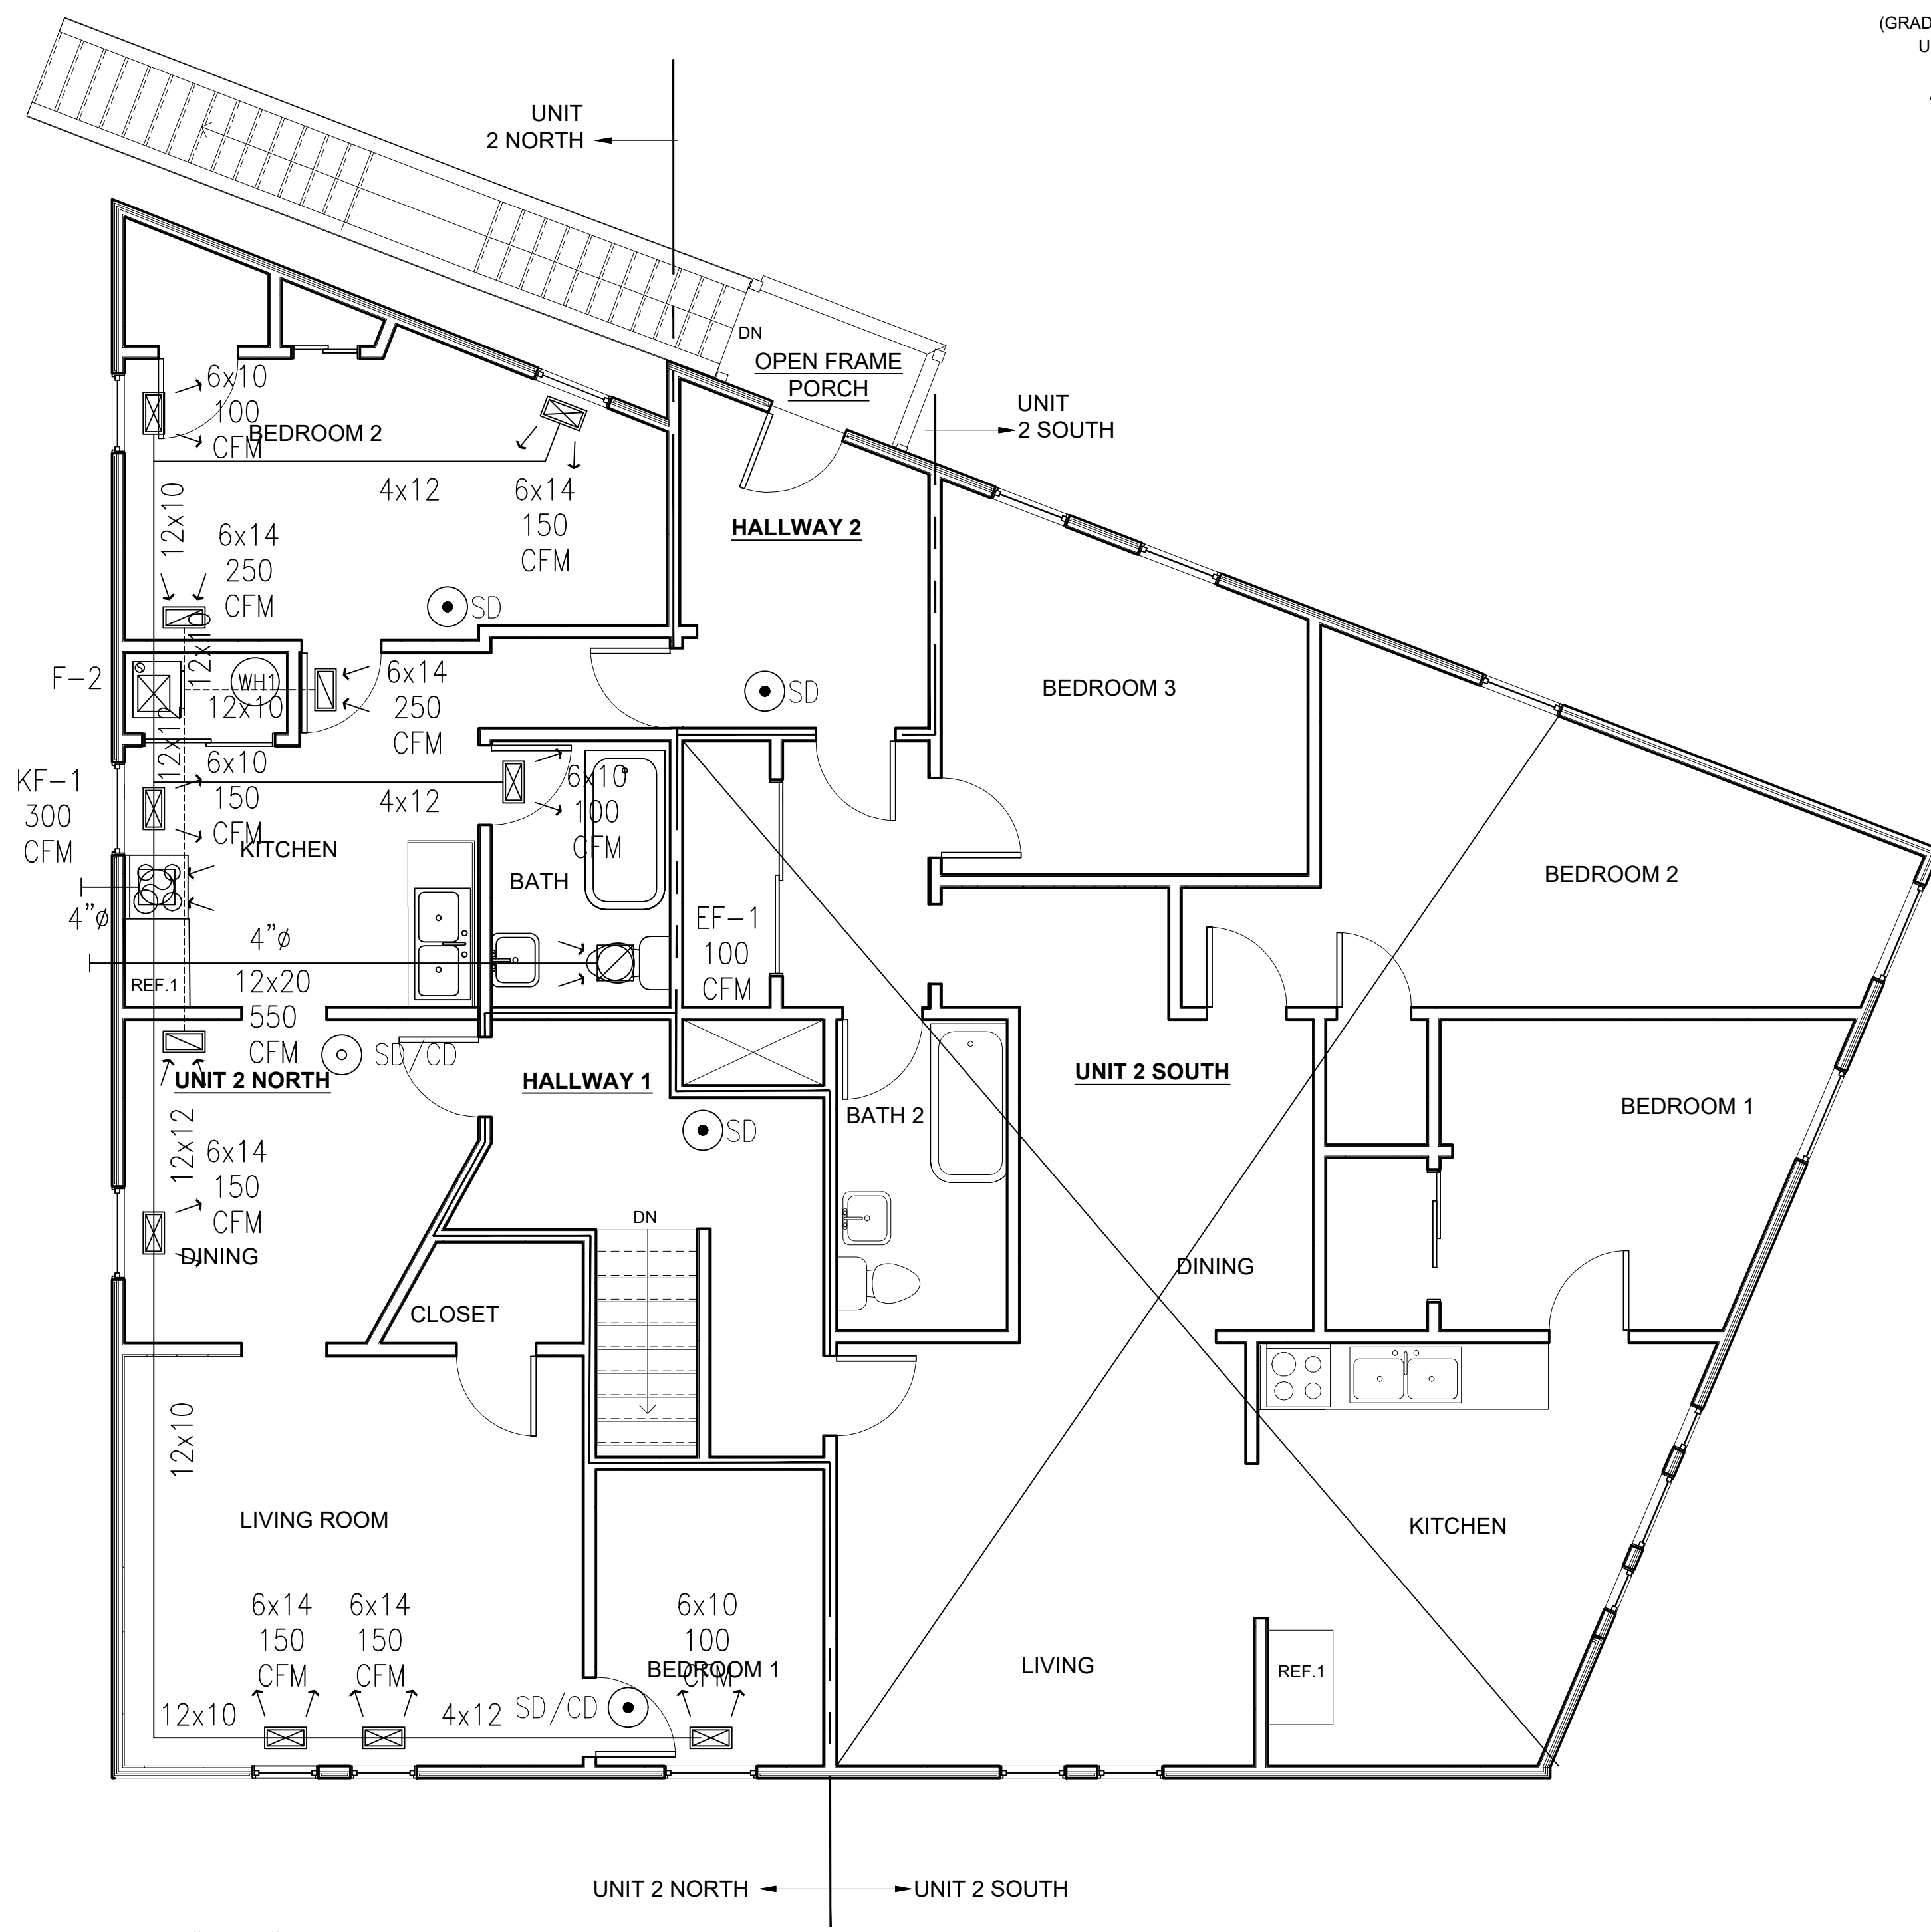 (GRAD
U
UNIT
2 NORTH
DN
OPEN FRAME
PORCH
UNIT
2 SOUTH
6x10
100
CFM
BEDROOM 2
4x12
6x14
150
CFM
12x10
6x14
250
CFM
HALLWAY 2
SD
12x10
F-2
WH1
12x10
6x14
250
CFM
SD
BEDROOM 3
12x12
KF-1
300
CFM
6x10
150
CFM
KITCHEN
4x12
6x10
100
CFM
BATH
BEDROOM 2
4"ø
4"ø
EF-1
100
CFM
REF.1
12x20
550
CFM
SD/CD
UNIT 2 NORTH
HALLWAY 1
SD
UNIT 2 SOUTH
BATH 2
BEDROOM 1
12x12
6x14
150
CFM
DINING
DN
DINING
CLOSET
12x10
LIVING ROOM
KITCHEN
6x14
150
CFM
6x14
150
CFM
6x10
100
CFM
BEDROOM 1
LIVING
REF.1
12x10
4x12
SD/CD
UNIT 2 NORTH
UNIT 2 SOUTH